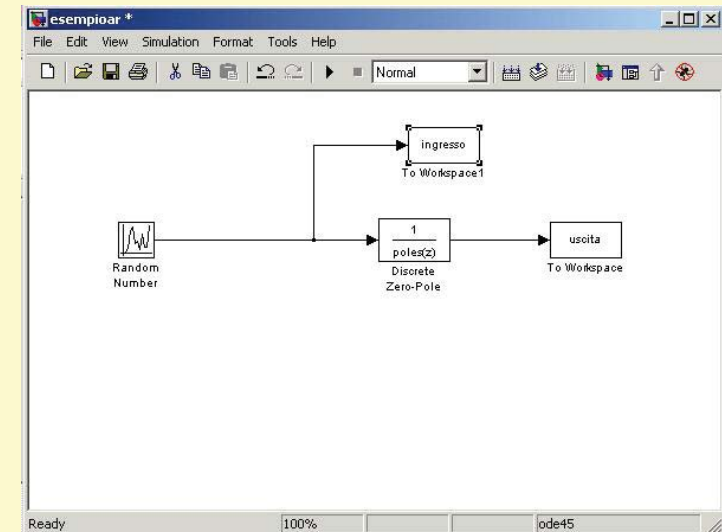 esempioar *
File Edit View Simulation Format Tools Help
Normal
ingresso
To Workspace1
1
poles(z)
Discrete
Zero-Pole
uscita
To Workspace
Random
Number
Ready 100% ode45